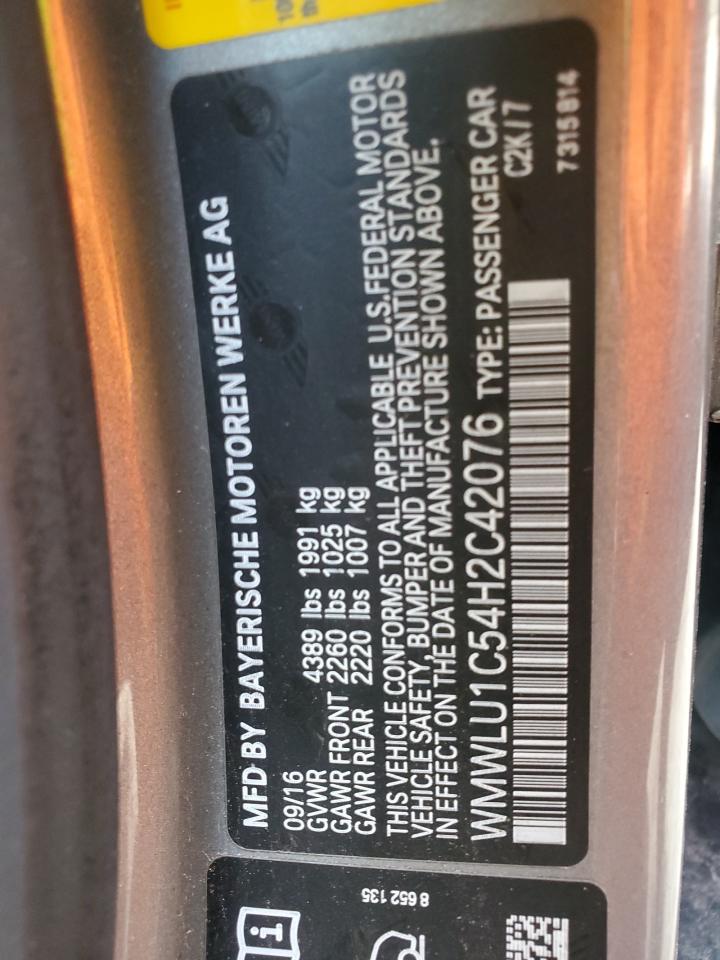 MFD BY BAYERISCHE MOTOREN WERKE AG
09/16
GVWR 4389 lbs 1991 kg
GAWR FRONT 2260 lbs 1025 kg
GAWR REAR 2220 lbs 1007 kg
THIS VEHICLE CONFORMS TO ALL APPLICABLE U.S.FEDERAL MOTOR
VEHICLE SAFETY, BUMPER AND THEFT PREVENTION STANDARDS
IN EFFECT ON THE DATE OF MANUFACTURE SHOWN ABOVE.
WMWLU1C54H2C42076 TYPE: PASSENGER CAR
C2K/7
7315814
8 652 135